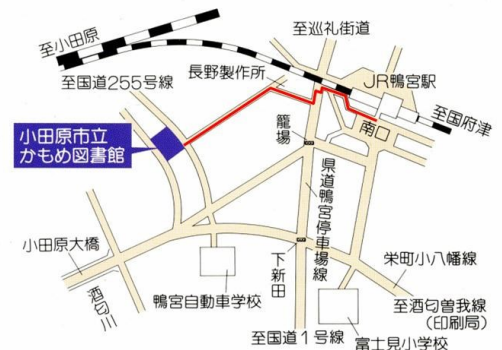 至小田原
至巡礼街道
長野製作所
至国道255号線
JR鴨宮駅
至国府津
南口
小田原市立
かもめ図書館
籠場
県道鴨宮停車場線
小田原大橋
酒匂川
鴨宮自動車学校
下新田
栄町小八幡線
至酒匂曽我線
(印刷局)
至国道1号線
富士見小学校